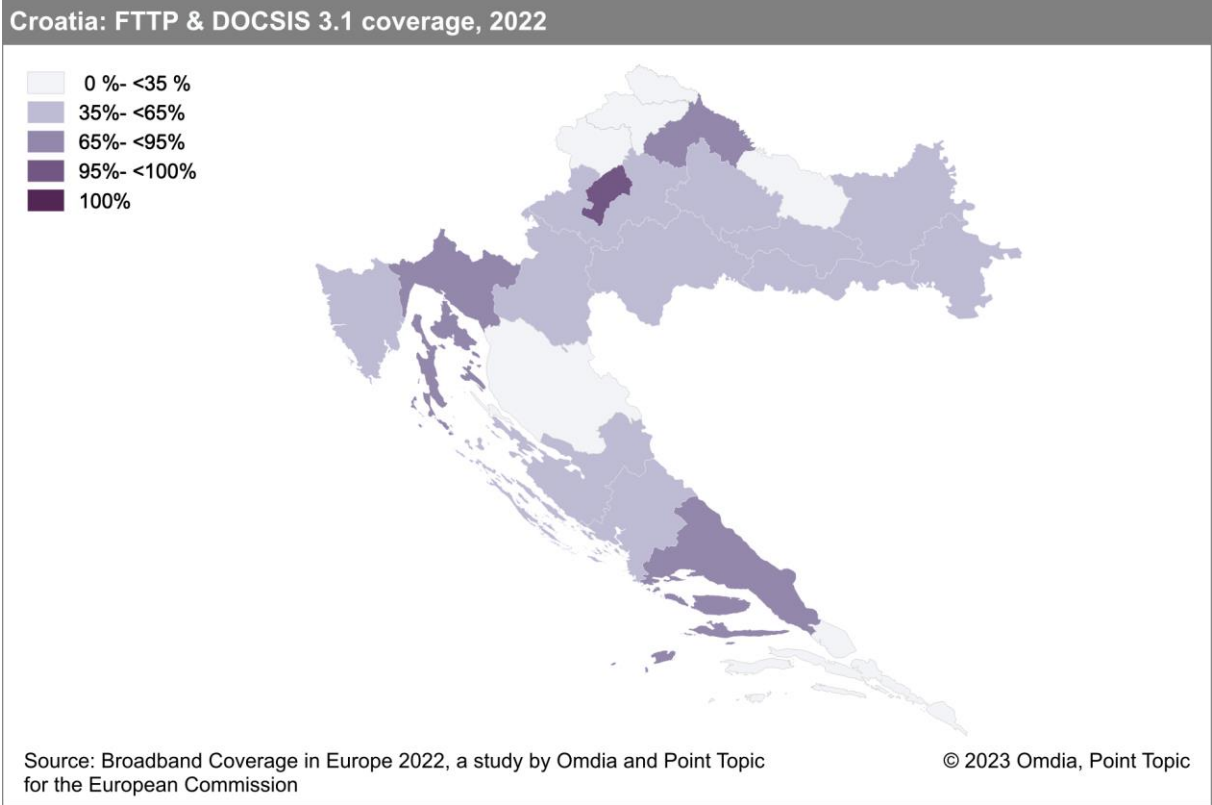 Croatia: FTTP & DOCSIS 3.1 coverage, 2022
0 %- <35 %
35%- <65%
65%- <95%
95%- <100%
100%
Source: Broadband Coverage in Europe 2022, a study by Omdia and Point Topic
for the European Commission
© 2023 Omdia, Point Topic